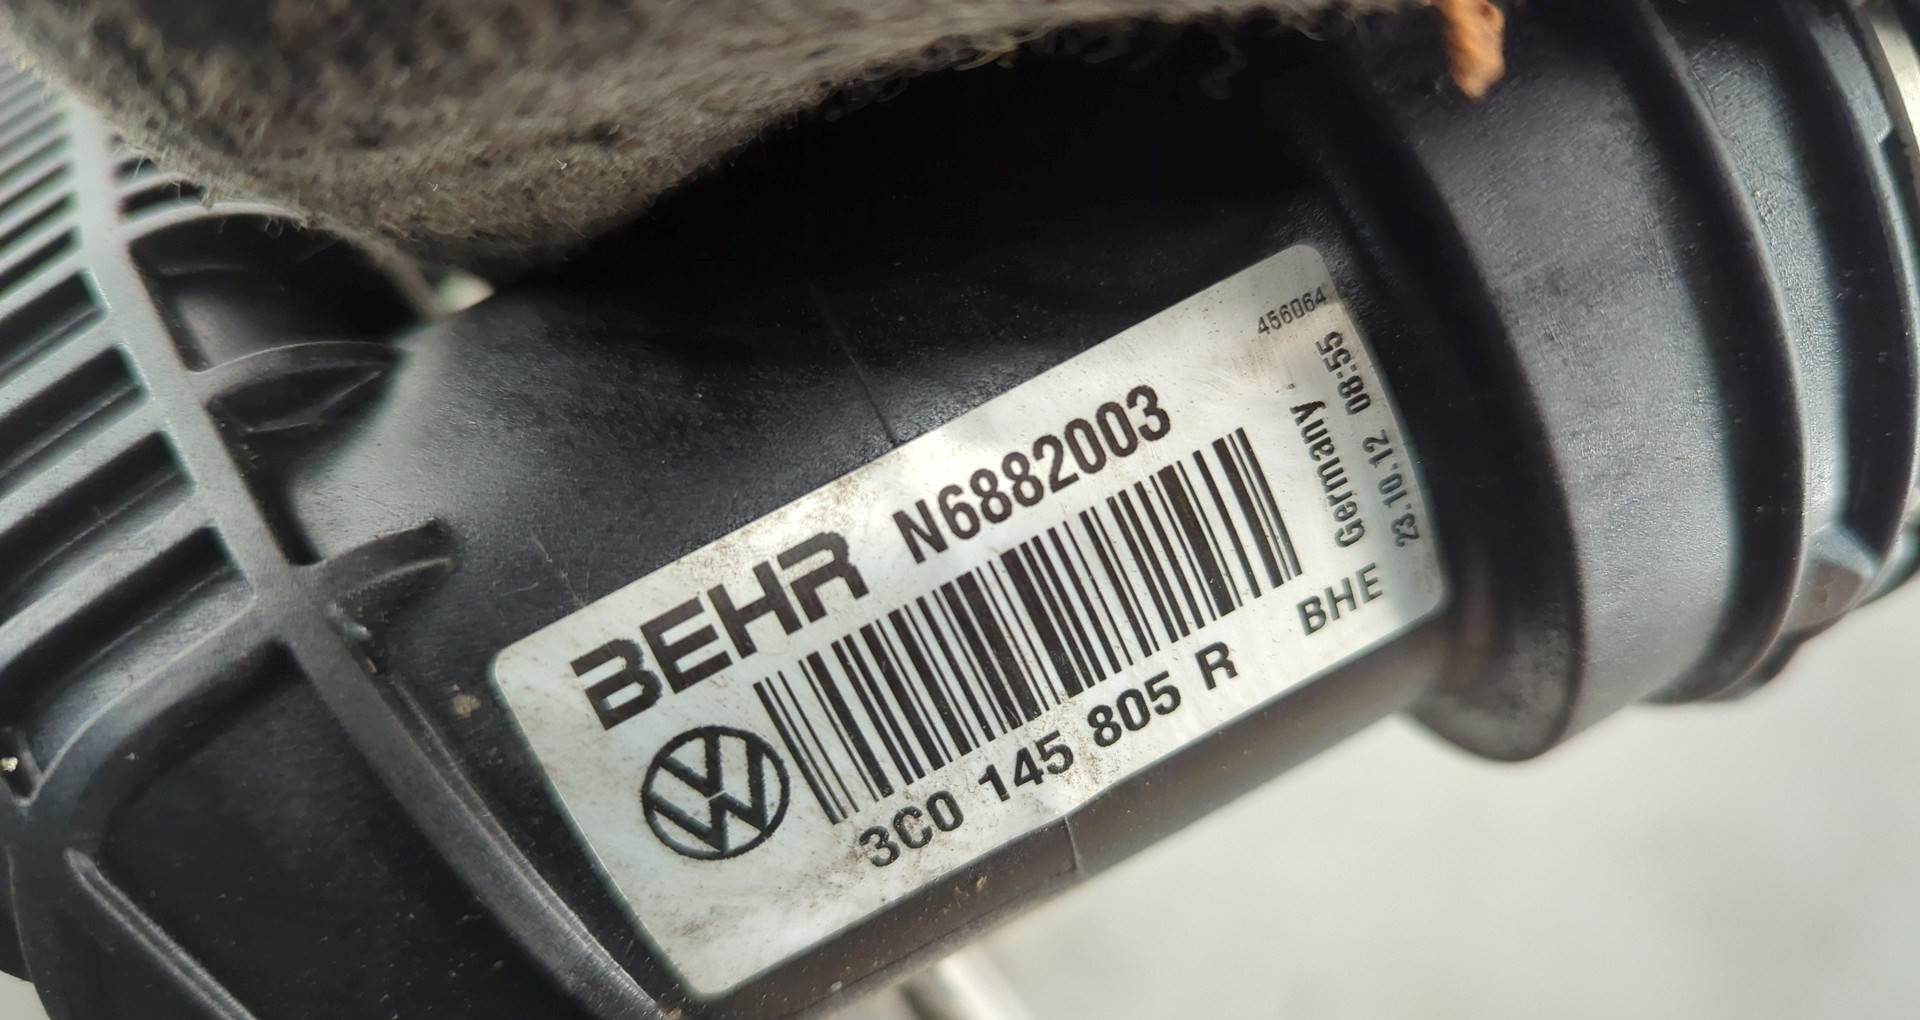 456064
BEHR N6882003
3C0 145 805 R
BHE
Germany
23.10.12 08:55